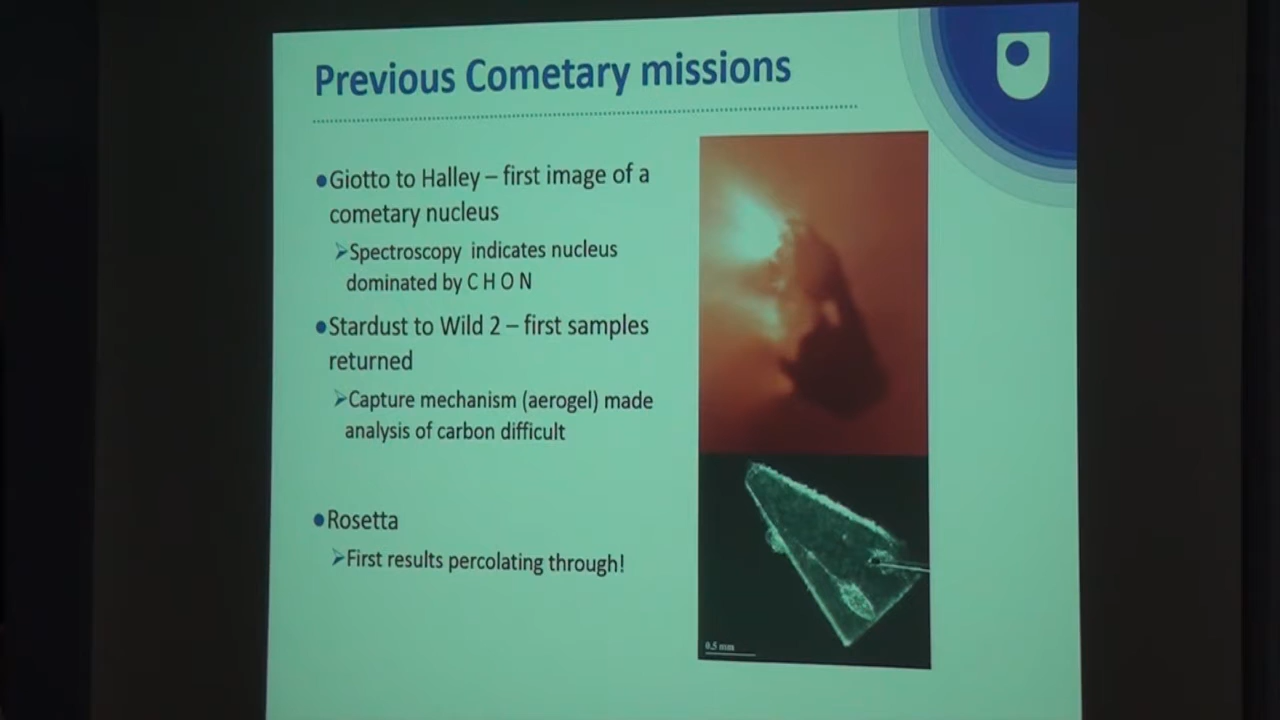 Previous Cometary missions
●Giotto to Halley – first image of a
cometary nucleus
➢Spectroscopy indicates nucleus
dominated by C H O N
●Stardust to Wild 2 – first samples
returned
➢Capture mechanism (aerogel) made
analysis of carbon difficult
●Rosetta
➢First results percolating through!
0.5 mm